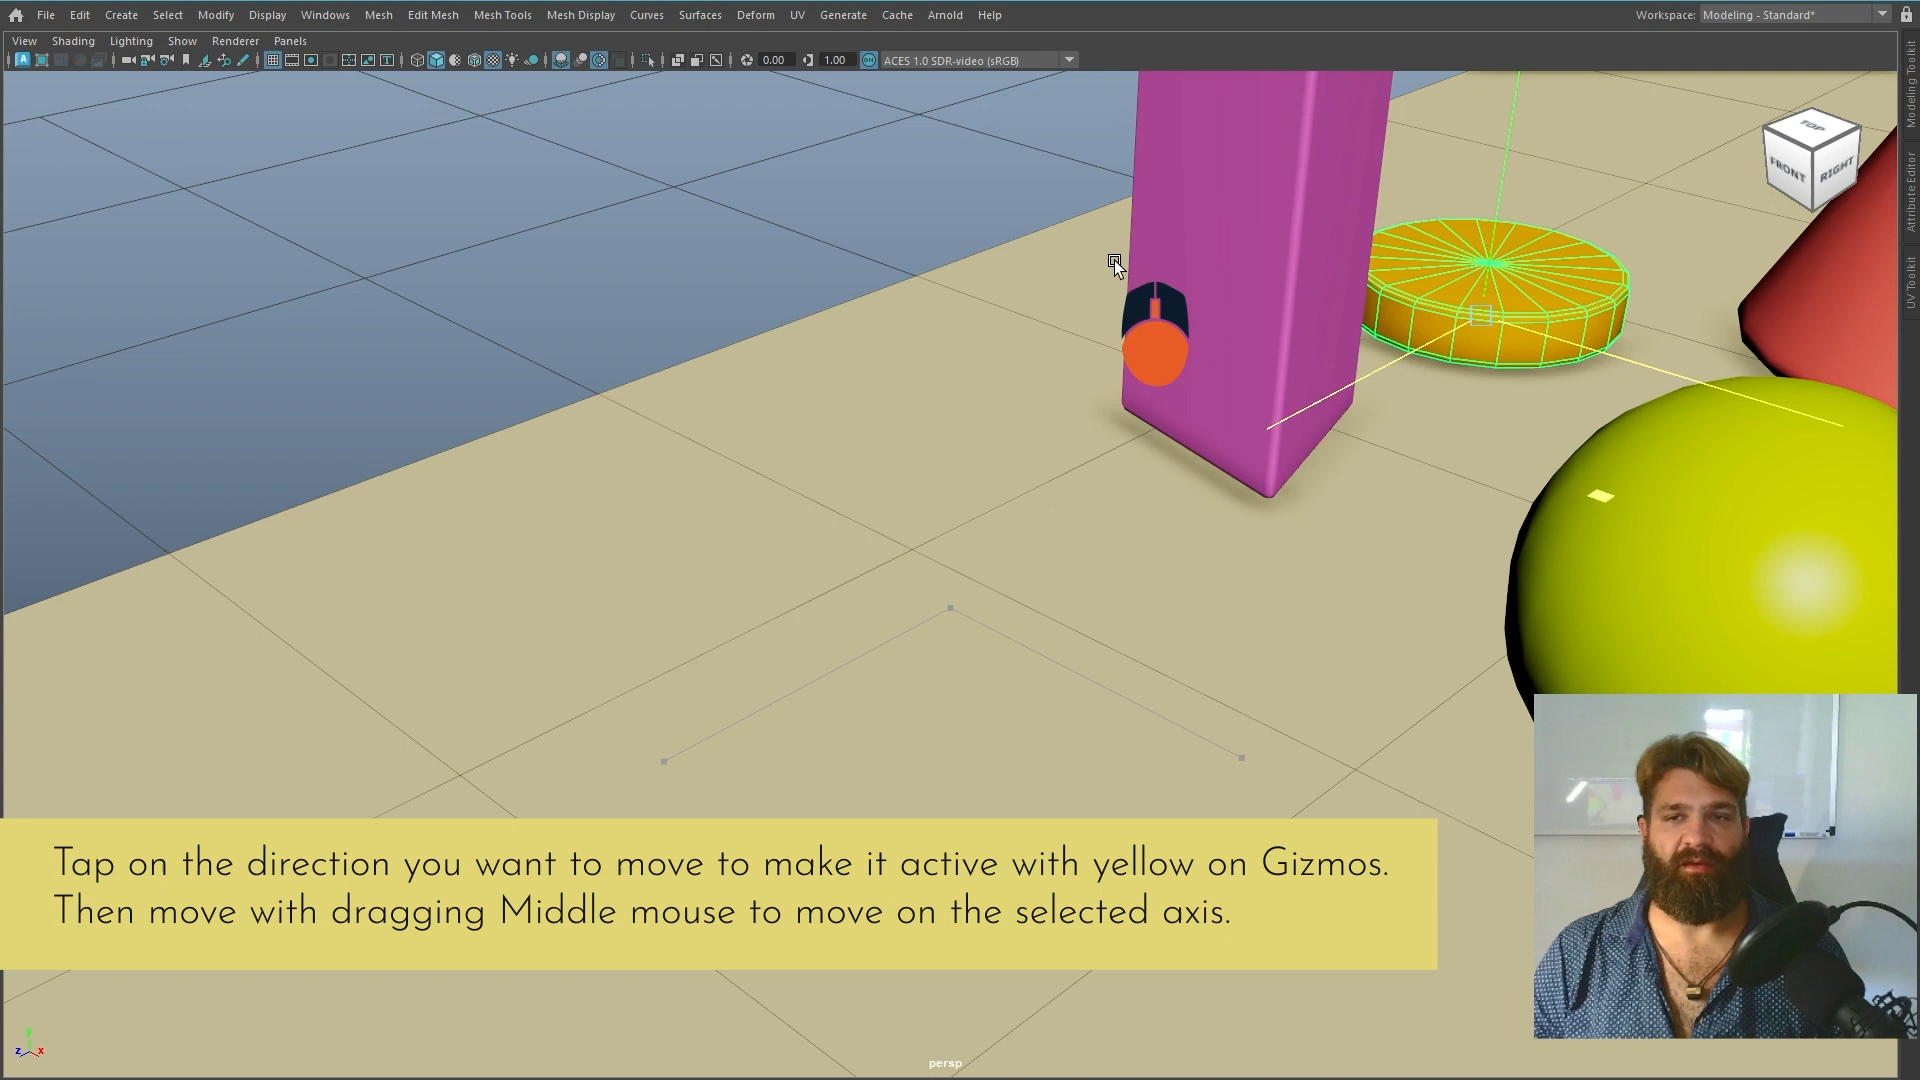 File Edit Create Select Modify Display Windows Mesh Edit Mesh Mesh Tools Mesh Display Curves Surfaces Deform UV Generate Cache Arnold Help Workspace: Modeling - Standard*
View Shading Lighting Show Renderer Panels
0.00 1.00 ACES 1.0 SDR-video (sRGB)
Modeling Toolkit
Attribute Editor
UV Toolkit
TOP
FRONT RIGHT
Tap on the direction you want to move to make it active with yellow on Gizmos.
Then move with dragging Middle mouse to move on the selected axis.
y
z x
persp